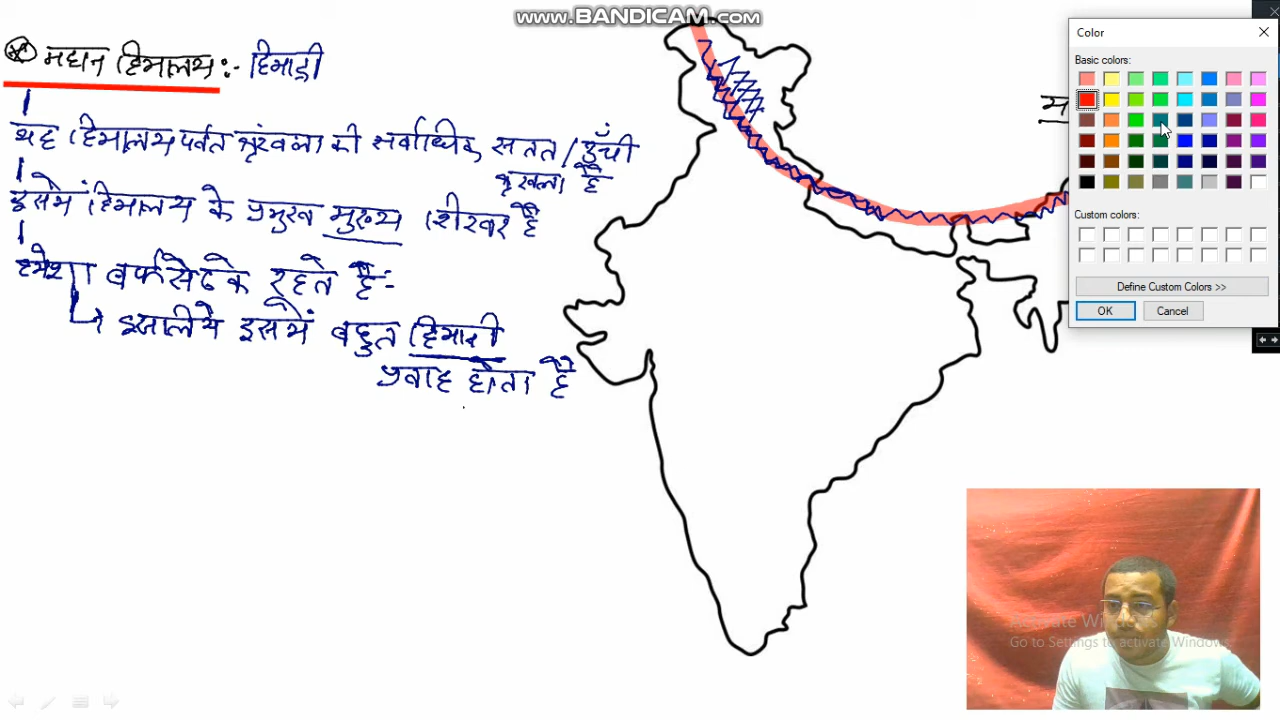 www.BANDICAM.com
महान हिमालय :- हिमाद्री
यह हिमालय पर्वत श्रृंखला की सर्वाधिक सतत / ऊँची
श्रृंखला है
इसमें हिमालय के प्रमुख मुख्य शिखर है
हमेशा बर्फ से ढके रहते है :-
इसलिये इसमें बहुत हिमानी
प्रवाह होता है
म
Color
Basic colors:
Custom colors:
Define Custom Colors >>
OK Cancel
Activate Windows
Go to Settings to activate Windows.